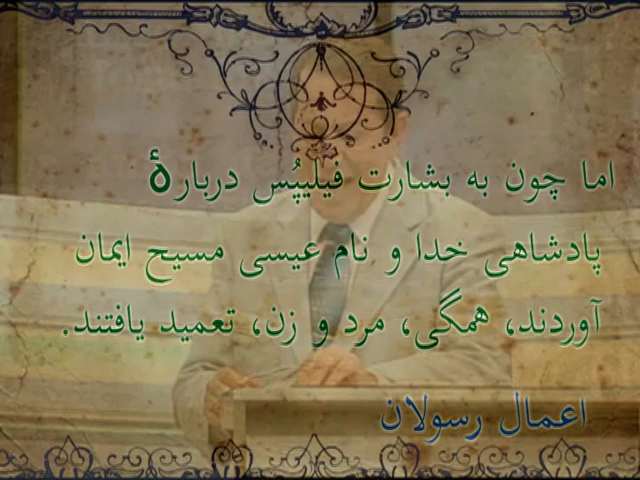 اما چون به بشارت فیلیپُس دربارهٔ
پادشاهی خدا و نام عیسی مسیح ایمان
آوردند، همگی، مرد و زن، تعمید یافتند.
اعمال رسولان